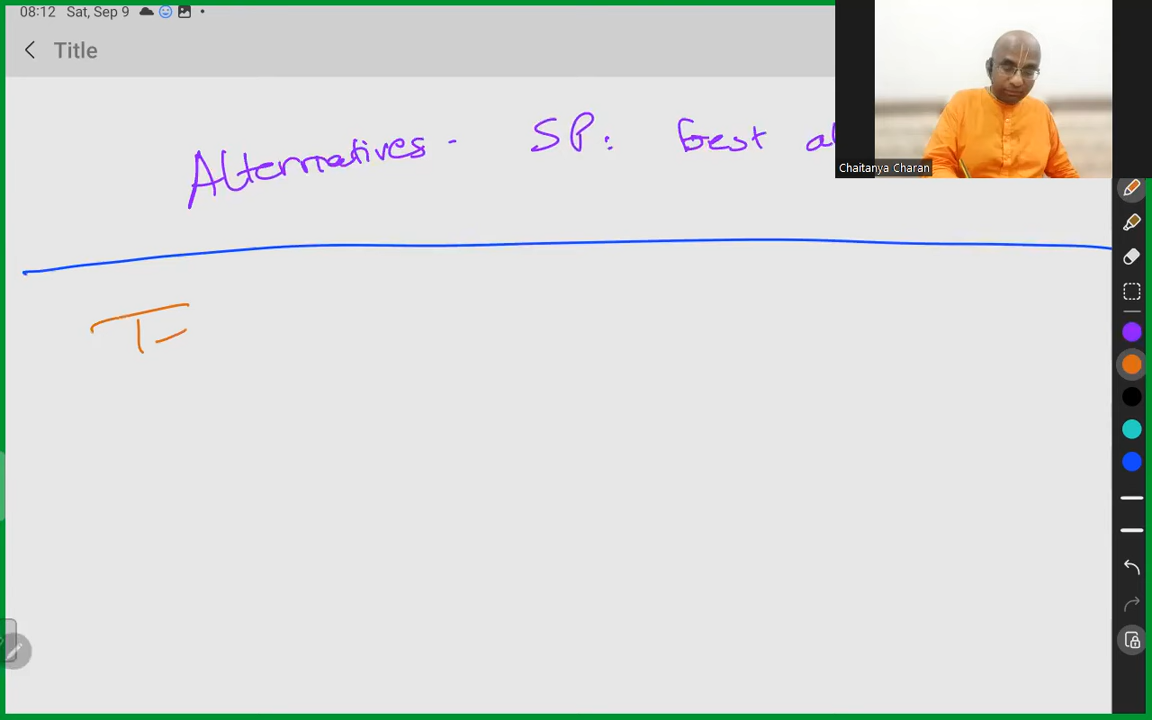 08:12 Sat, Sep 9
Title
Alternatives - SP: Best
Chaitanya Charan